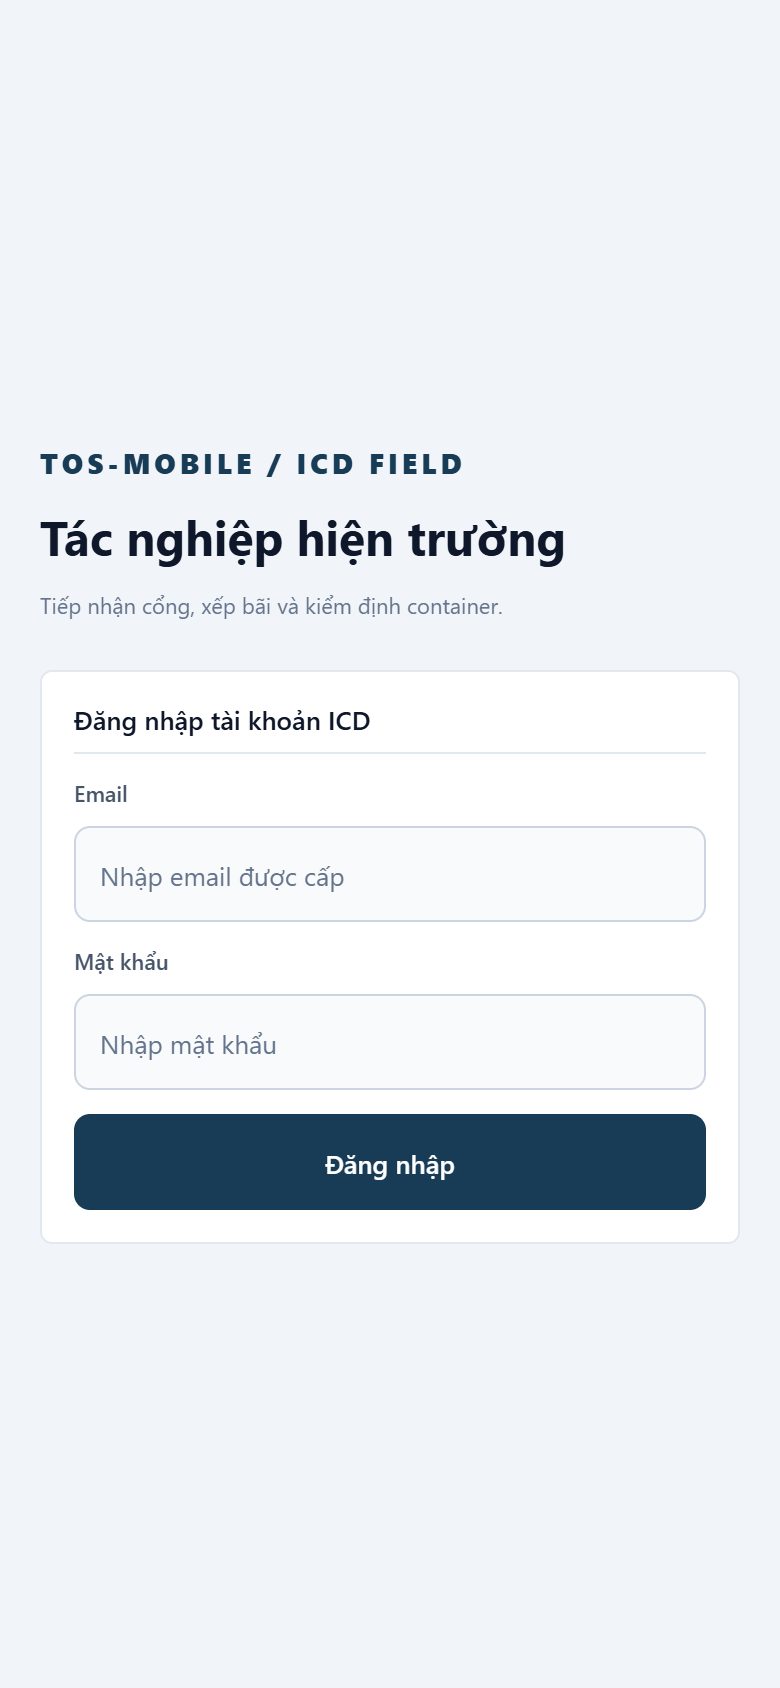 TOS-MOBILE / ICD FIELD
Tác nghiệp hiện trường
Tiếp nhận cổng, xếp bãi và kiểm định container.
Đăng nhập tài khoản ICD
Email
Nhập email được cấp
Mật khẩu
Nhập mật khẩu
Đăng nhập